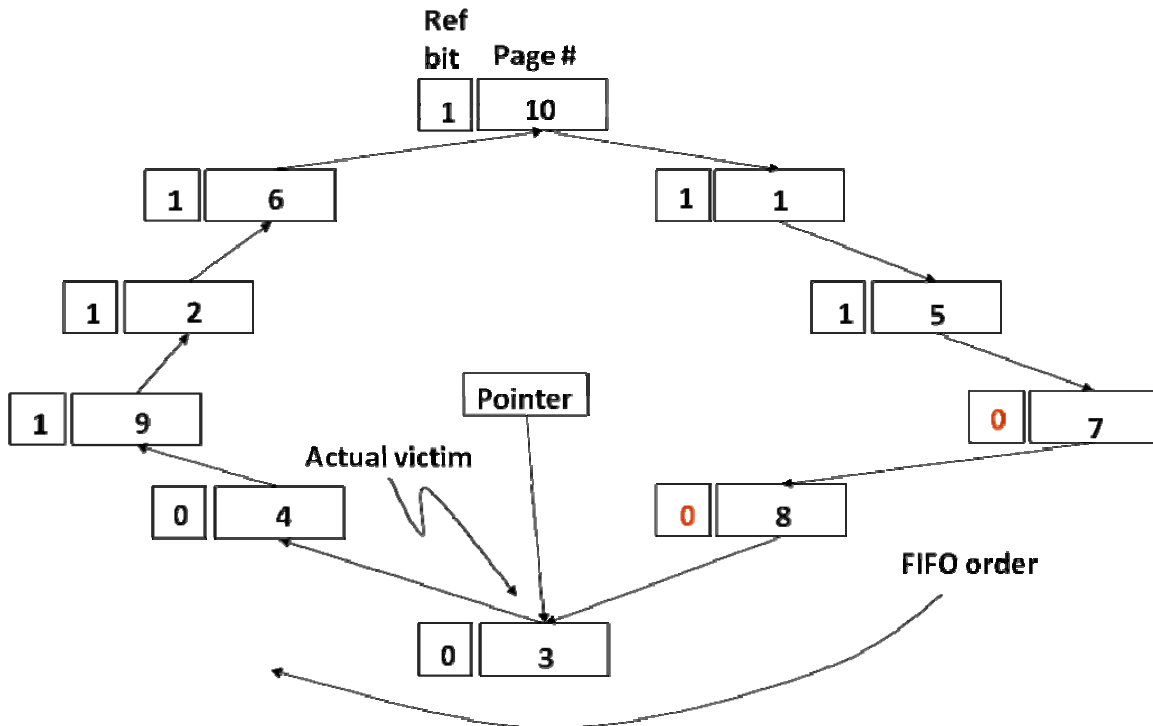 Ref
bit Page #
1 10
1 6
1 1
1 2
1 5
Pointer
1 9
0 7
Actual victim
0 4
0 8
FIFO order
0 3